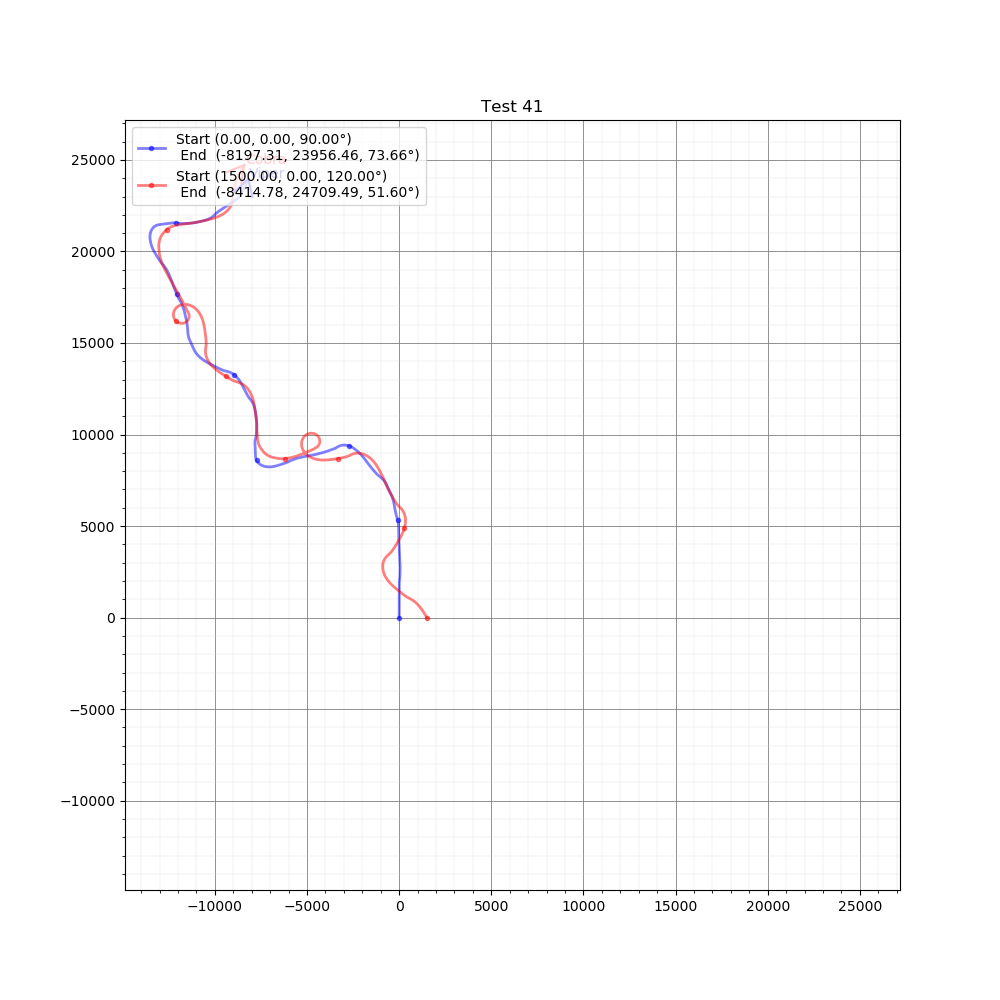 Test 41
Start (0.00, 0.00, 90.00°)
End (-8197.31, 23956.46, 73.66°)
Start (1500.00, 0.00, 120.00°)
End (-8414.78, 24709.49, 51.60°)
25000
20000
15000
10000
5000
0
−5000
−10000
−10000 −5000 0 5000 10000 15000 20000 25000